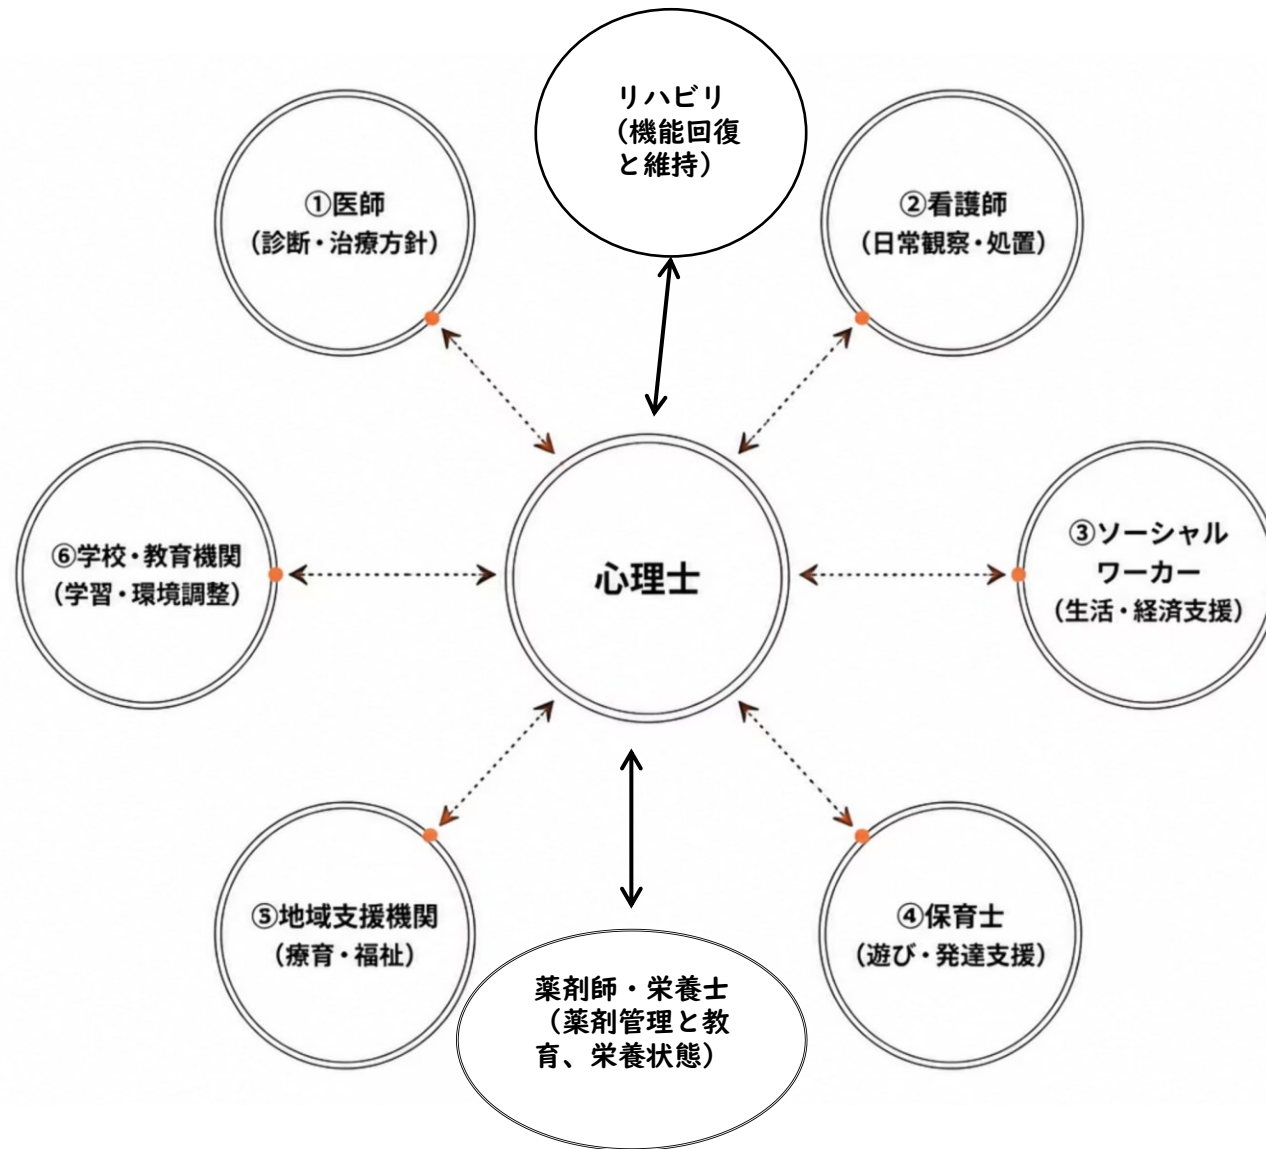 リハビリ
（機能回復
と維持）
①医師
（診断・治療方針）
②看護師
（日常観察・処置）
⑥学校・教育機関
（学習・環境調整）
心理士
③ソーシャル
ワーカー
（生活・経済支援）
⑤地域支援機関
（療育・福祉）
④保育士
（遊び・発達支援）
薬剤師・栄養士
（薬剤管理と教
育、栄養状態）